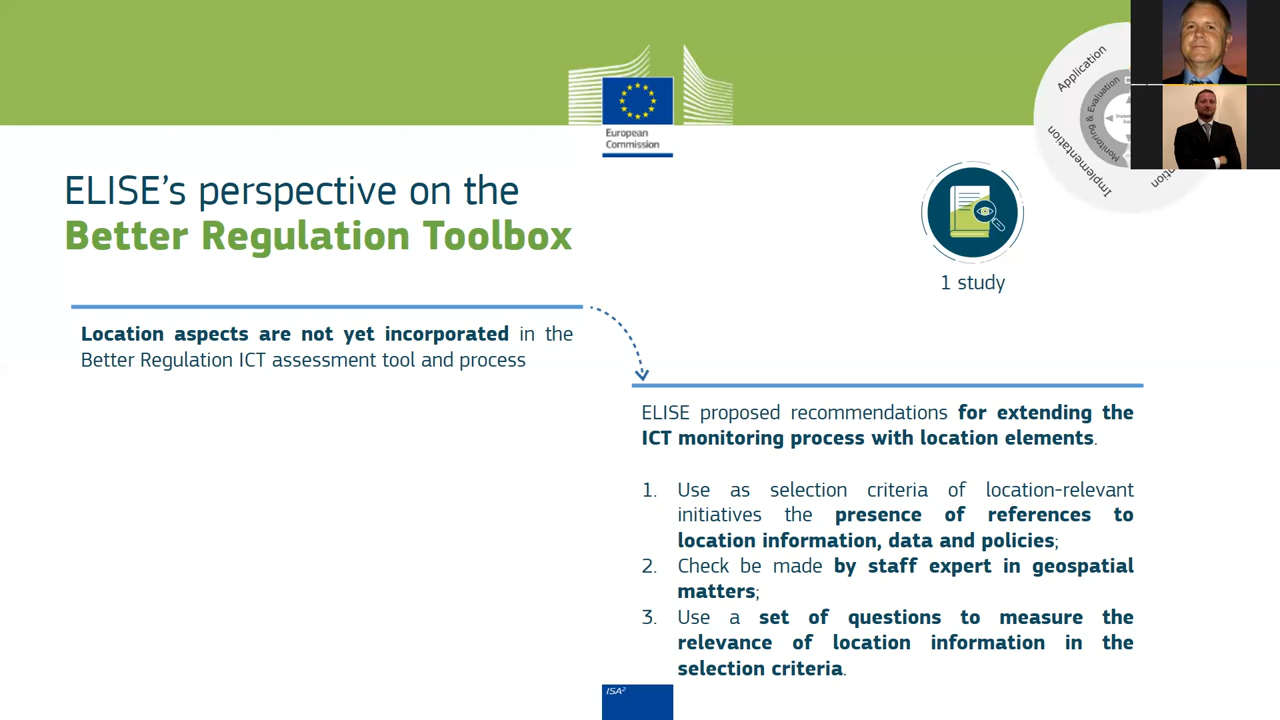 European
Commission
Application
Monitoring & Evaluation
Implementation
ELISE's perspective on the
Better Regulation Toolbox
1 study
Location aspects are not yet incorporated in the
Better Regulation ICT assessment tool and process
ELISE proposed recommendations for extending the
ICT monitoring process with location elements.
1. Use as selection criteria of location-relevant
initiatives the presence of references to
location information, data and policies;
2. Check be made by staff expert in geospatial
matters;
3. Use a set of questions to measure the
relevance of location information in the
selection criteria.
ISA²